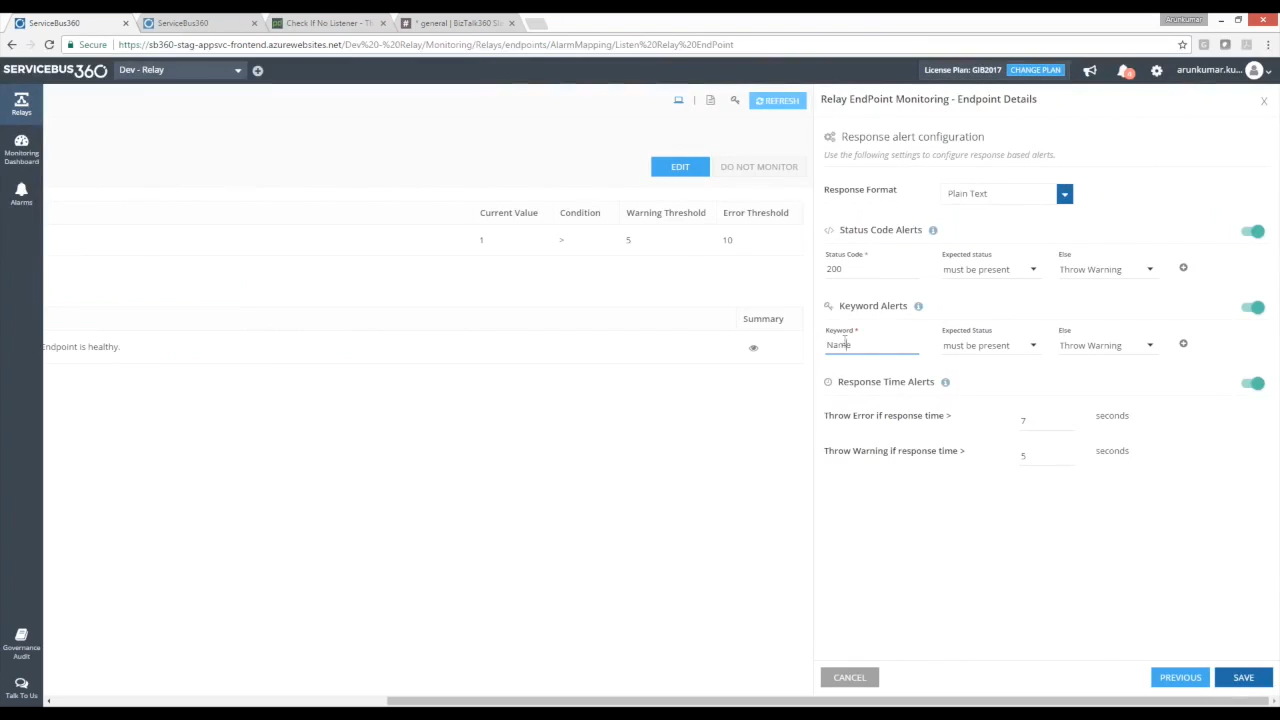 ServiceBus360
ServiceBus360
Check If No Listener - Th
* general | BizTalk360 Sla
Arunkumar
Secure
https://sb360-stag-appsvc-frontend.azurewebsites.net/Dev%20-%20Relay/Monitoring/Relays/endpoints/AlarmMapping/Listen%20Relay%20EndPoint
SERVICEBUS360
Dev - Relay
License Plan: GIB2017
CHANGE PLAN
arunkumar.ku...
Relays
Monitoring
Dashboard
Alarms
Governance
Audit
Talk To Us
REFRESH
EDIT
DO NOT MONITOR
Current Value
Condition
Warning Threshold
Error Threshold
1
>
5
10
Summary
Endpoint is healthy.
Relay EndPoint Monitoring - Endpoint Details
X
Response alert configuration
Use the following settings to configure response based alerts.
Response Format
Plain Text
Status Code Alerts
Status Code *
Expected status
Else
200
must be present
Throw Warning
Keyword Alerts
Keyword *
Expected Status
Else
Name
must be present
Throw Warning
Response Time Alerts
Throw Error if response time >
7
seconds
Throw Warning if response time >
5
seconds
CANCEL
PREVIOUS
SAVE